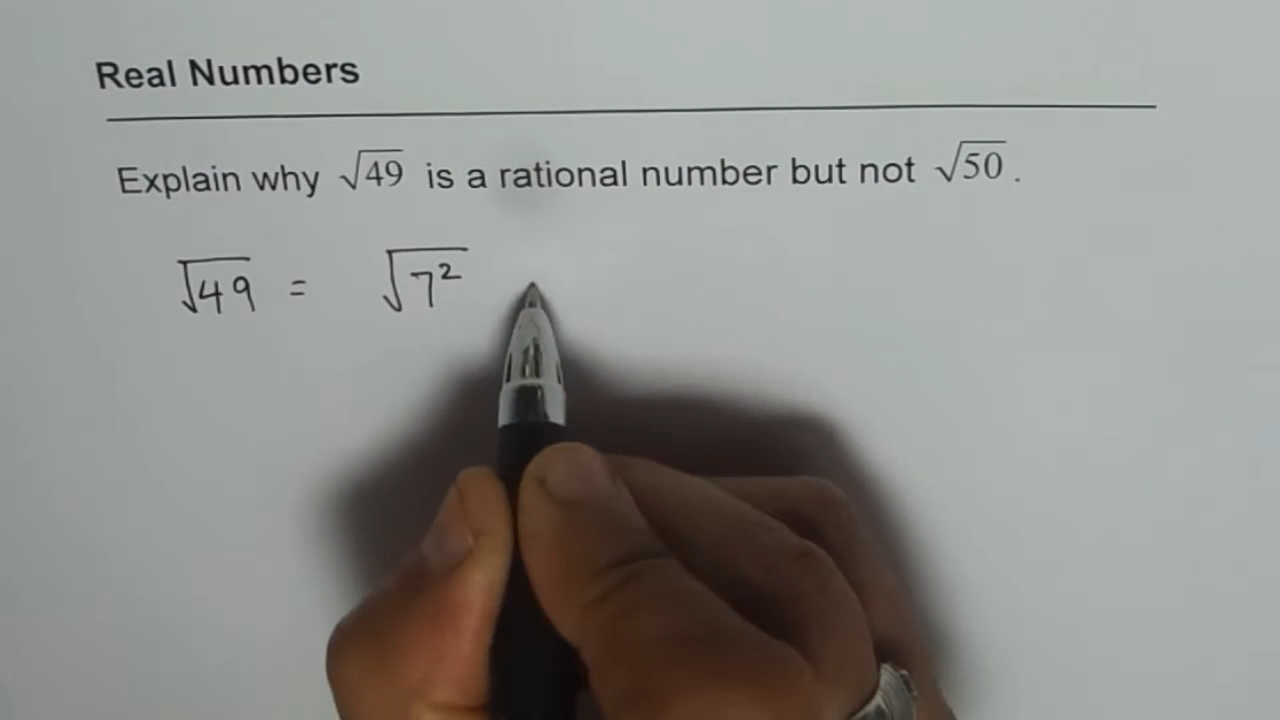 Real Numbers
Explain why √49 is a rational number but not √50.
√49 = √7²